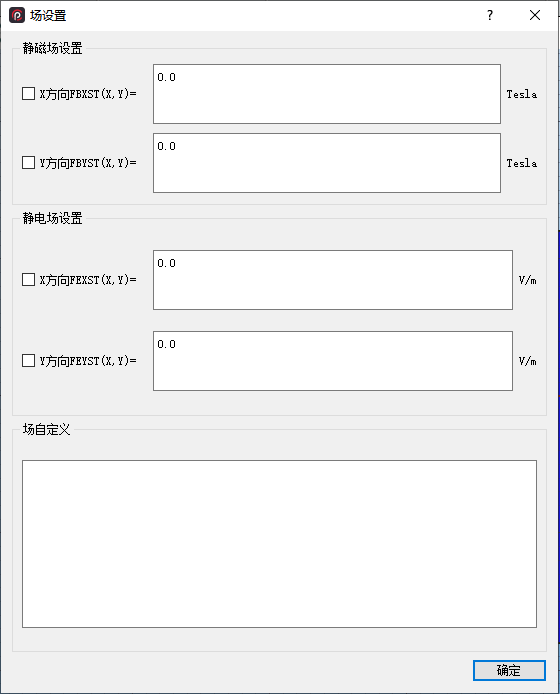 场设置
静磁场设置
X方向FBXST(X,Y)=
0.0
Tesla
Y方向FBYST(X,Y)=
0.0
Tesla
静电场设置
X方向FEXST(X,Y)=
0.0
V/m
Y方向FEYST(X,Y)=
0.0
V/m
场自定义
确定